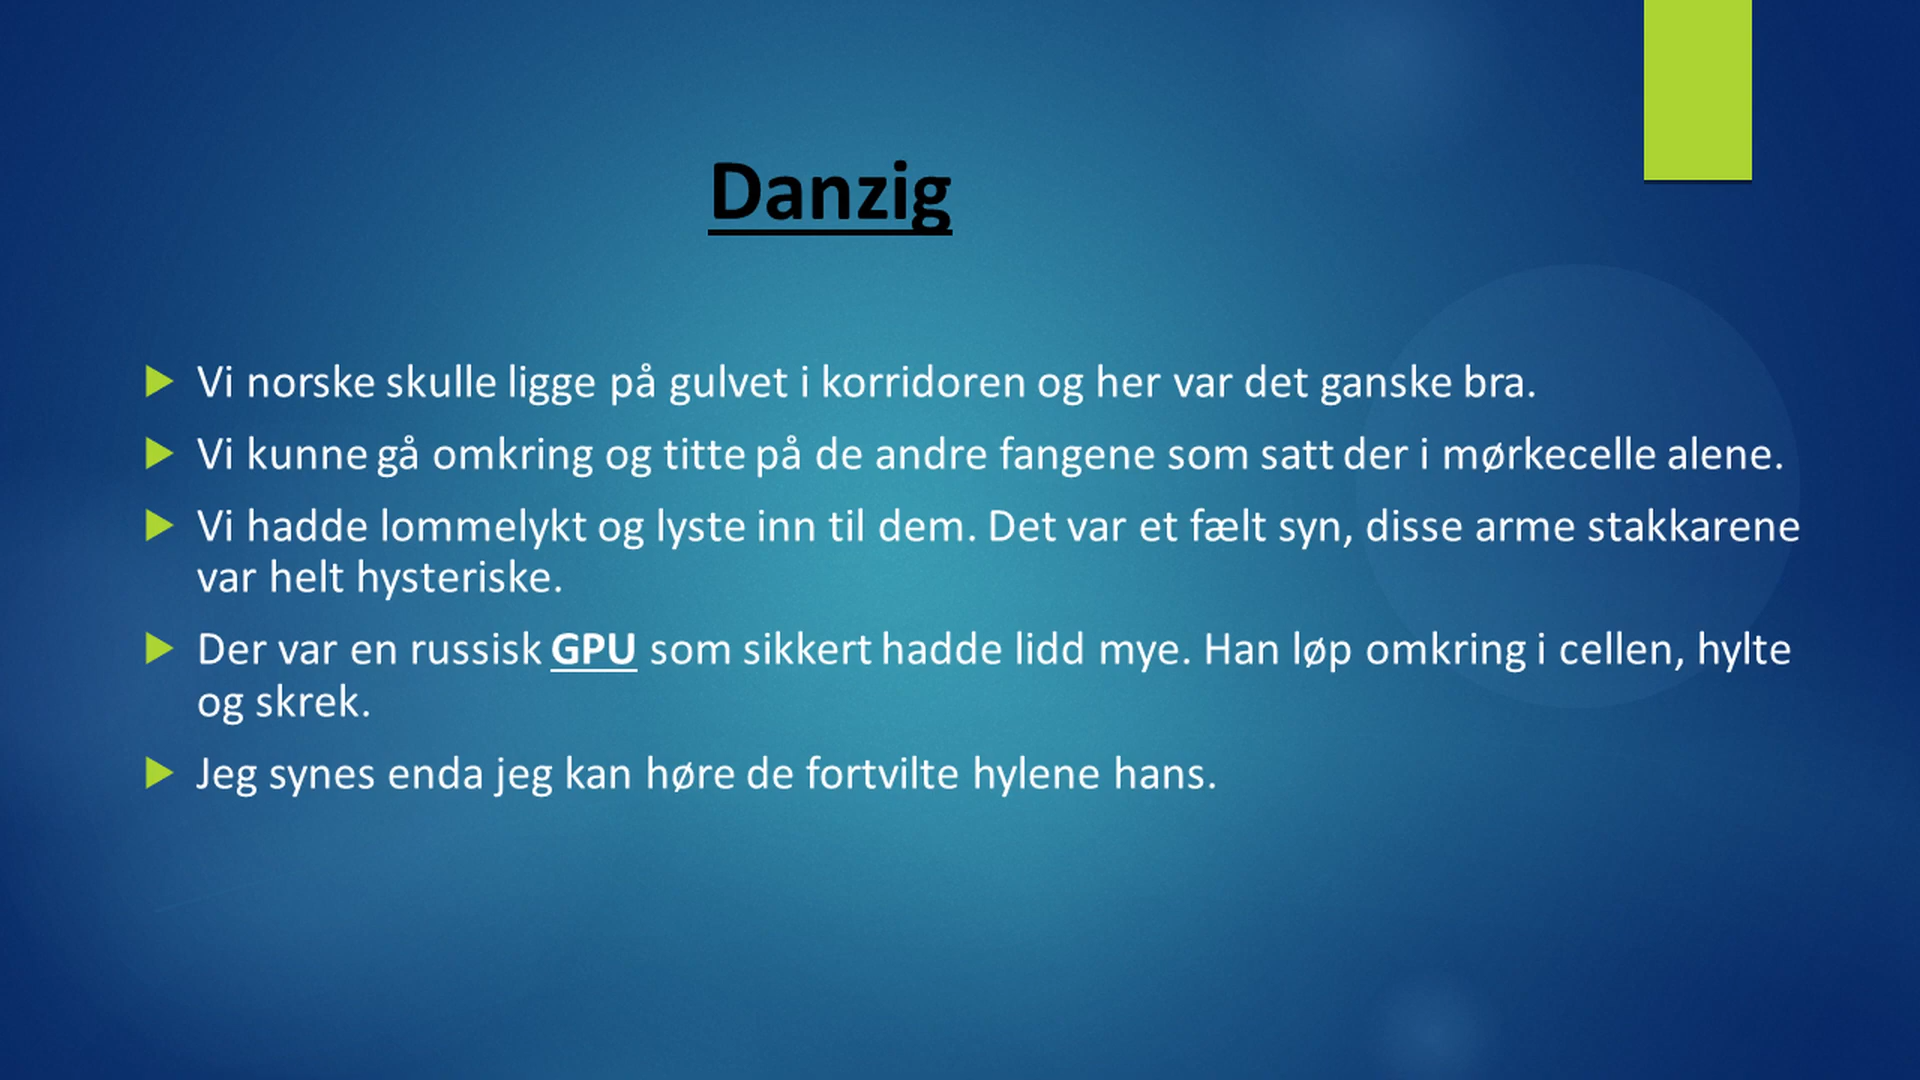 Danzig
Vi norske skulle ligge på gulvet i korridoren og her var det ganske bra.
Vi kunne gå omkring og titte på de andre fangene som satt der i mørkecelle alene.
Vi hadde lommelykt og lyste inn til dem. Det var et fælt syn, disse arme stakkarene
var helt hysteriske.
Der var en russisk GPU som sikkert hadde lidd mye. Han løp omkring i cellen, hylte
og skrek.
Jeg synes enda jeg kan høre de fortvilte hylene hans.